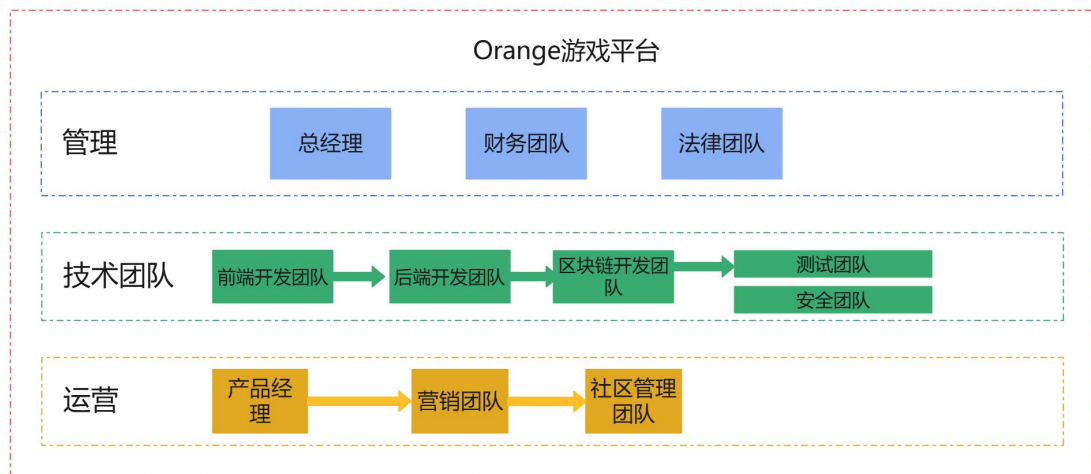 Orange游戏平台
管理
总经理
财务团队
法律团队
技术团队
前端开发团队
后端开发团队
区块链开发团
队
测试团队
安全团队
运营
产品经
理
营销团队
社区管理
团队